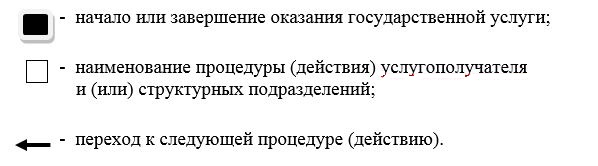 - начало или завершение оказания государственной услуги;
- наименование процедуры (действия) услугополучателя
и (или) структурных подразделений;
- переход к следующей процедуре (действию).